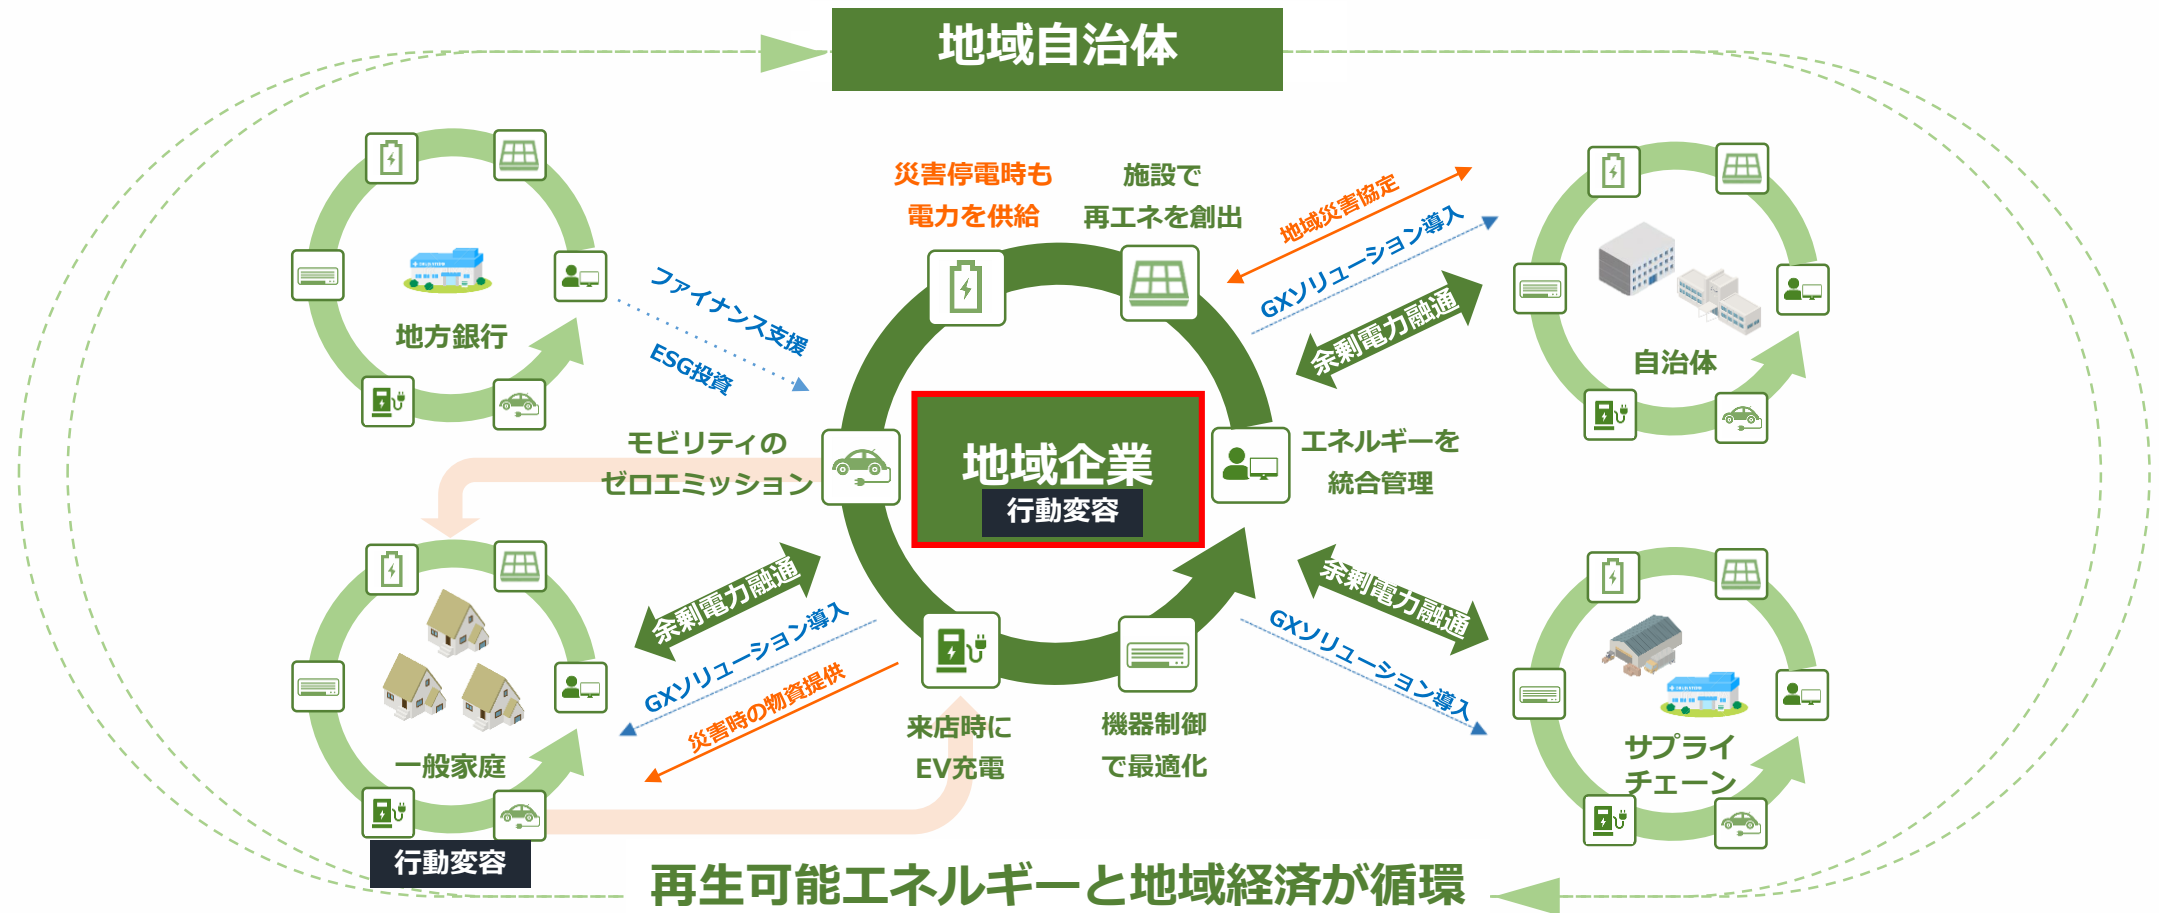 地域自治体
災害停電時も
電力を供給
施設で
再エネを創出
地域災害協定
GXソリューション導入
余剰電力融通
地方銀行
ファイナンス支援
ESG投資
自治体
モビリティの
ゼロエミッション
地域企業
行動変容
エネルギーを
統合管理
余剰電力融通
GXソリューション導入
災害時の物資提供
余剰電力融通
GXソリューション導入
一般家庭
行動変容
来店時に
EV充電
機器制御
で最適化
サプライ
チェーン
再生可能エネルギーと地域経済が循環